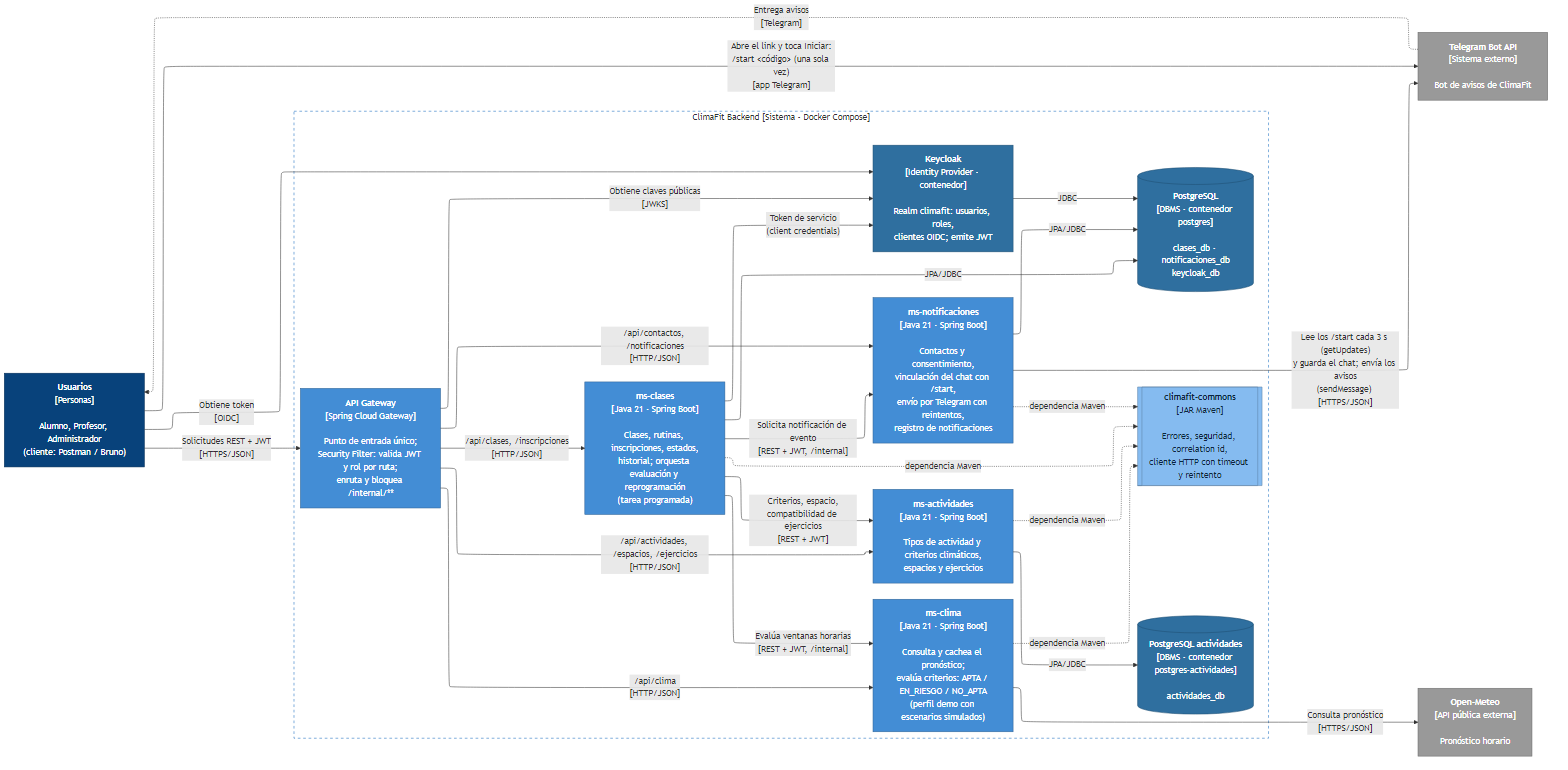 Entrega avisos
[Telegram]
Abre el link y toca Iniciar:
/start <código> (una sola
vez)
[app Telegram]
Telegram Bot API
[Sistema externo]
Bot de avisos de ClimaFit
ClimaFit Backend [Sistema - Docker Compose]
Keycloak
[Identity Provider -
contenedor]
Realm climafit: usuarios,
roles,
clientes OIDC; emite JWT
Obtiene claves públicas
[JWKS]
Token de servicio
(client credentials)
JDBC
JPA/JDBC
JPA/JDBC
PostgreSQL
[DBMS - contenedor
postgres]
clases_db -
notificaciones_db
keycloak_db
ms-notificaciones
[Java 21 - Spring Boot]
Contactos y
consentimiento,
vinculación del chat con
/start,
envío por Telegram con
reintentos,
registro de notificaciones
/api/contactos,
/notificaciones
[HTTP/JSON]
Lee los /start cada 3 s
(getUpdates)
y guarda el chat; envía los
avisos
(sendMessage)
[HTTPS/JSON]
Usuarios
[Personas]
Alumno, Profesor,
Administrador
(cliente: Postman / Bruno)
Obtiene token
[OIDC]
Solicitudes REST + JWT
[HTTPS/JSON]
API Gateway
[Spring Cloud Gateway]
Punto de entrada único;
Security Filter: valida JWT
y rol por ruta;
enruta y bloquea
/internal/**
/api/clases, /inscripciones
[HTTP/JSON]
ms-clases
[Java 21 - Spring Boot]
Clases, rutinas,
inscripciones, estados,
historial; orquesta
evaluación y
reprogramación
(tarea programada)
Solicita notificación de
evento
[REST + JWT, /internal]
dependencia Maven
dependencia Maven
climafit-commons
[JAR Maven]
Errores, seguridad,
correlation id,
cliente HTTP con timeout
y reintento
Criterios, espacio,
compatibilidad de
ejercicios
[REST + JWT]
ms-actividades
[Java 21 - Spring Boot]
Tipos de actividad y
criterios climáticos,
espacios y ejercicios
dependencia Maven
/api/actividades,
/espacios, /ejercicios
[HTTP/JSON]
Evalúa ventanas horarias
[REST + JWT, /internal]
ms-clima
[Java 21 - Spring Boot]
Consulta y cachea el
pronóstico;
evalúa criterios: APTA /
EN_RIESGO / NO_APTA
(perfil demo con
escenarios simulados)
dependencia Maven
JPA/JDBC
PostgreSQL actividades
[DBMS - contenedor
postgres-actividades]
actividades_db
/api/clima
[HTTP/JSON]
Consulta pronóstico
[HTTPS/JSON]
Open-Meteo
[API pública externa]
Pronóstico horario